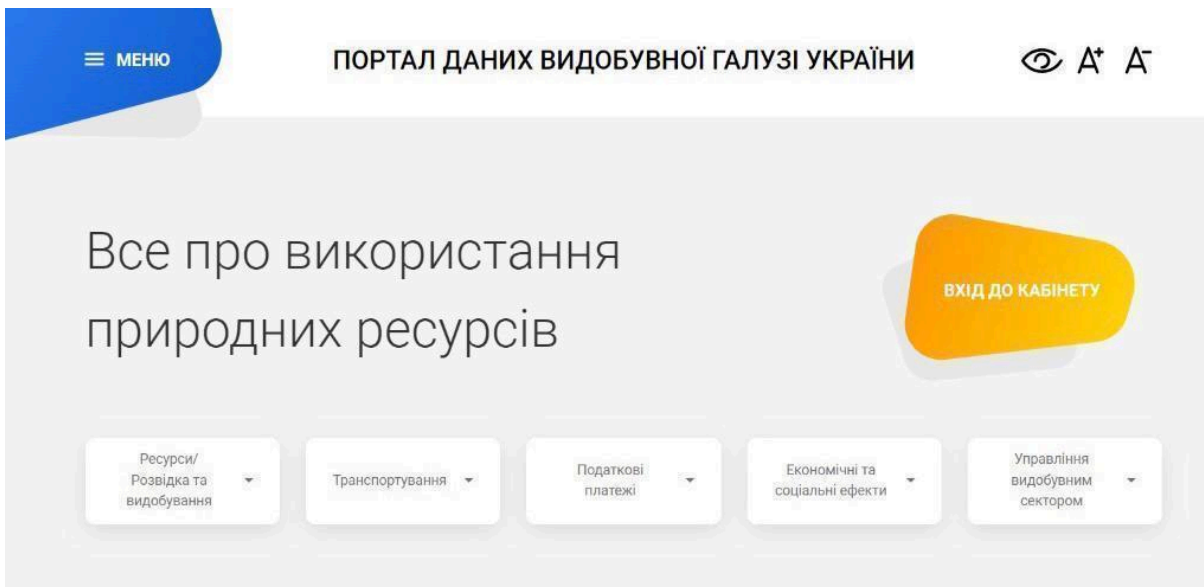 МЕНЮ
ПОРТАЛ ДАНИХ ВИДОБУВНОЇ ГАЛУЗІ УКРАЇНИ
A+ A-
Все про використання
природних ресурсів
ВХІД ДО КАБІНЕТУ
Ресурси/
Розвідка та
видобування
Транспортування
Податкові
платежі
Економічні та
соціальні ефекти
Управління
видобувним
сектором